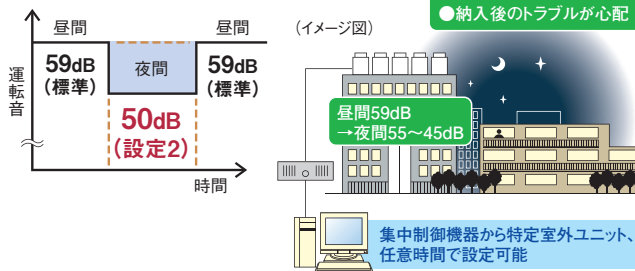 ●納入後のトラブルが心配
昼間
昼間
(イメージ図)
運転音
59dB
(標準)
夜間
59dB
(標準)
50dB
(設定2)
時間
昼間59dB
→夜間55～45dB
集中制御機器から特定室外ユニット、
任意時間で設定可能